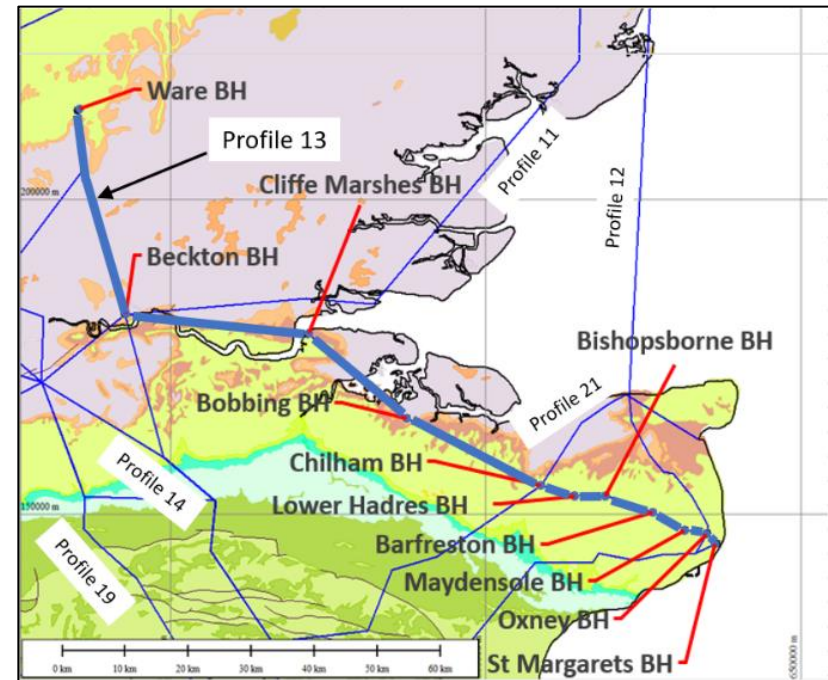 Ware BH
Profile 13
Profile 11
Cliffe Marshes BH
200000 m
Profile 12
Beckton BH
Bishopsborne BH
Profile 21
Bobbing BH
Chilham BH
Profile 14
Lower Hadres BH
150000 m
Barfreston BH
Profile 19
Maydensole BH
Oxney BH
St Margarets BH
650000 m
0 km 10 km 20 km 30 km 40 km 50 km 60 km